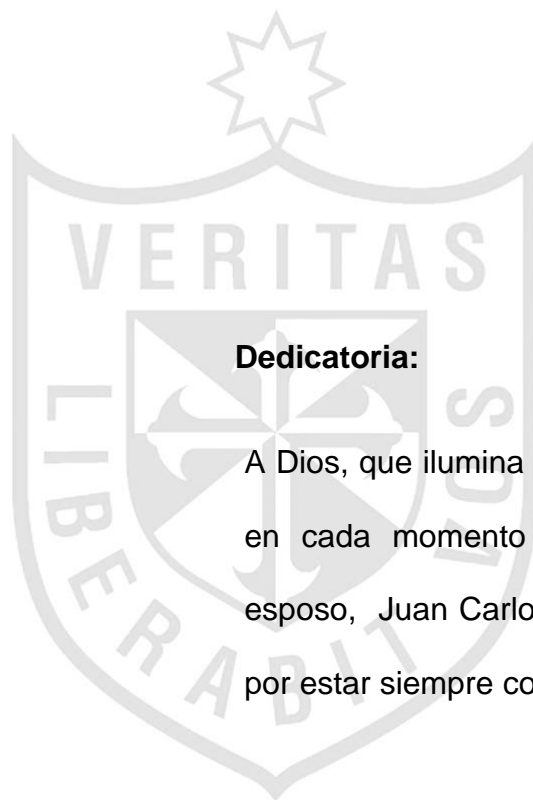 VERITAS
LIBERABIT
VOS
Dedicatoria:
A Dios, que ilumina
en cada momento
esposo, Juan Carlo
por estar siempre co